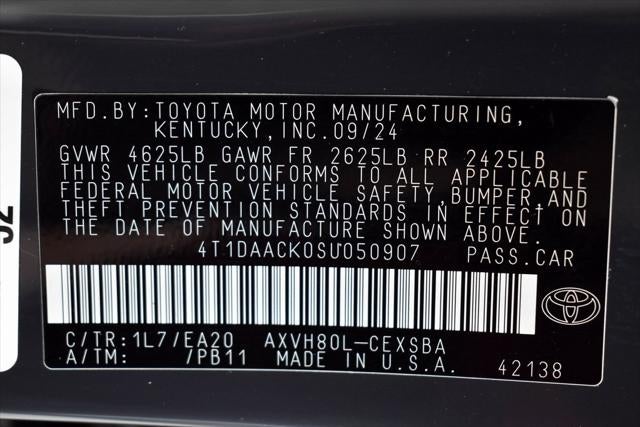 MFD.BY:TOYOTA MOTOR MANUFACTURING,
KENTUCKY,INC.09/24
GVWR 4625LB GAWR FR 2625LB RR 2425LB
THIS VEHICLE CONFORMS TO ALL APPLICABLE
FEDERAL MOTOR VEHICLE SAFETY,BUMPER,AND
THEFT PREVENTION STANDARDS IN EFFECT ON
THE DATE OF MANUFACTURE SHOWN ABOVE.
4T1DAACK0SU050907 PASS.CAR
C/TR:1L7/EA20 AXVH80L-CEXSBA
A/TM: /PB11 MADE IN U.S.A. 42138